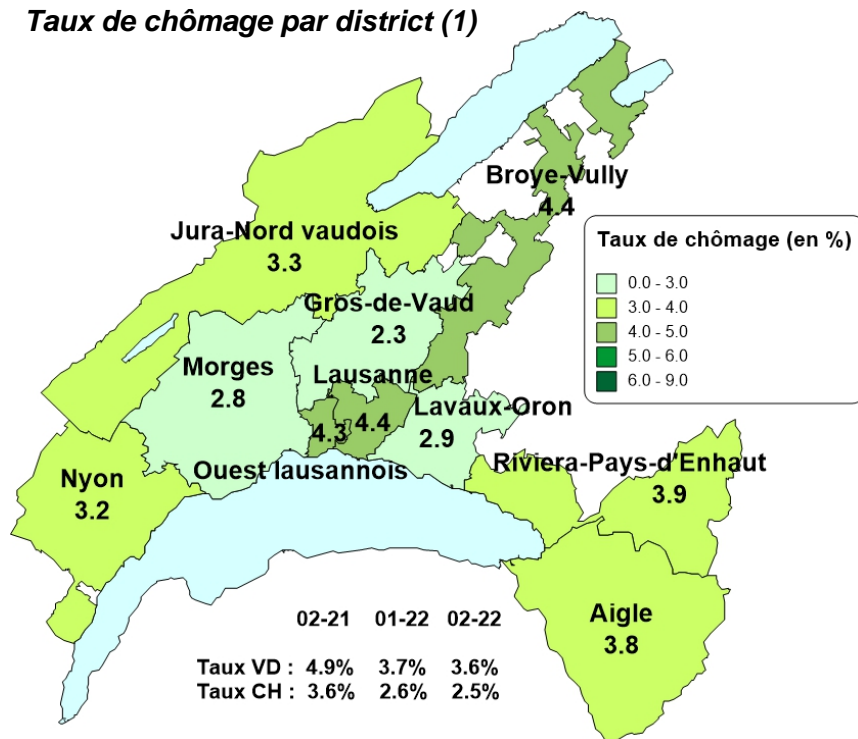 Taux de chômage par district (1)
Broye-Vully
4.4
Jura-Nord vaudois
3.3
Taux de chômage (en %)
0.0 - 3.0
3.0 - 4.0
4.0 - 5.0
5.0 - 6.0
6.0 - 9.0
Gros-de-Vaud
2.3
Morges
2.8
Lausanne
4.4
4.3
Lavaux-Oron
2.9
Ouest lausannois
Riviera-Pays-d'Enhaut
3.9
Nyon
3.2
Aigle
3.8
02-21 01-22 02-22
Taux VD : 4.9% 3.7% 3.6%
Taux CH : 3.6% 2.6% 2.5%